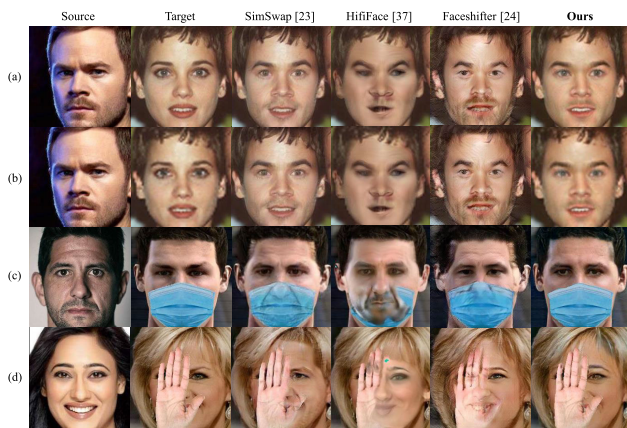 Source Target SimSwap [23] HifiFace [37] Faceshifter [24] Ours
(a)
(b)
(c)
(d)